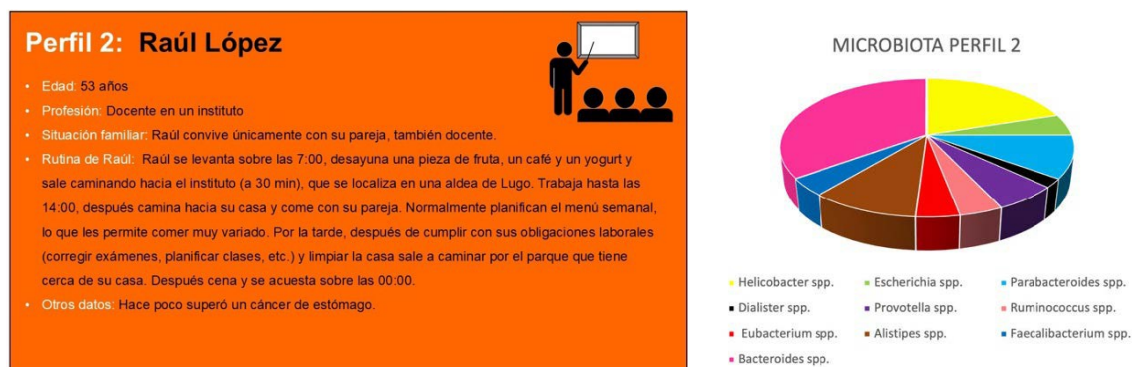 Perfil 2: Raúl López
• Edad: 53 años
• Profesión: Docente en un instituto
• Situación familiar: Raúl convive únicamente con su pareja, también docente.
• Rutina de Raúl: Raúl se levanta sobre las 7:00, desayuna una pieza de fruta, un café y un yogurt y
sale caminando hacia el instituto (a 30 min), que se localiza en una aldea de Lugo. Trabaja hasta las
14:00, después camina hacia su casa y come con su pareja. Normalmente planifican el menú semanal,
lo que les permite comer muy variado. Por la tarde, después de cumplir con sus obligaciones laborales
(corregir exámenes, planificar clases, etc.) y limpiar la casa sale a caminar por el parque que tiene
cerca de su casa. Después cena y se acuesta sobre las 00:00.
• Otros datos: Hace poco superó un cáncer de estómago.
MICROBIOTA PERFIL 2
Helicobacter spp. Escherichia spp. Parabacteroides spp.
Dialister spp. Provotella spp. Ruminococcus spp.
Eubacterium spp. Alistipes spp. Faecalibacterium spp.
Bacteroides spp.